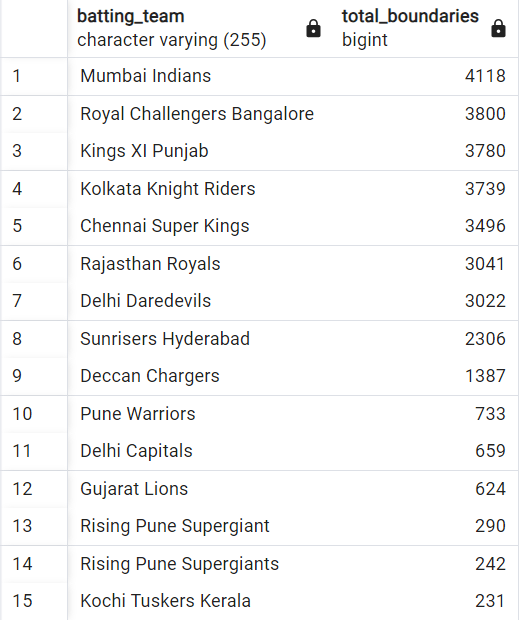 batting_team total_boundaries
character varying (255) bigint
1 Mumbai Indians 4118
2 Royal Challengers Bangalore 3800
3 Kings XI Punjab 3780
4 Kolkata Knight Riders 3739
5 Chennai Super Kings 3496
6 Rajasthan Royals 3041
7 Delhi Daredevils 3022
8 Sunrisers Hyderabad 2306
9 Deccan Chargers 1387
10 Pune Warriors 733
11 Delhi Capitals 659
12 Gujarat Lions 624
13 Rising Pune Supergiant 290
14 Rising Pune Supergiants 242
15 Kochi Tuskers Kerala 231